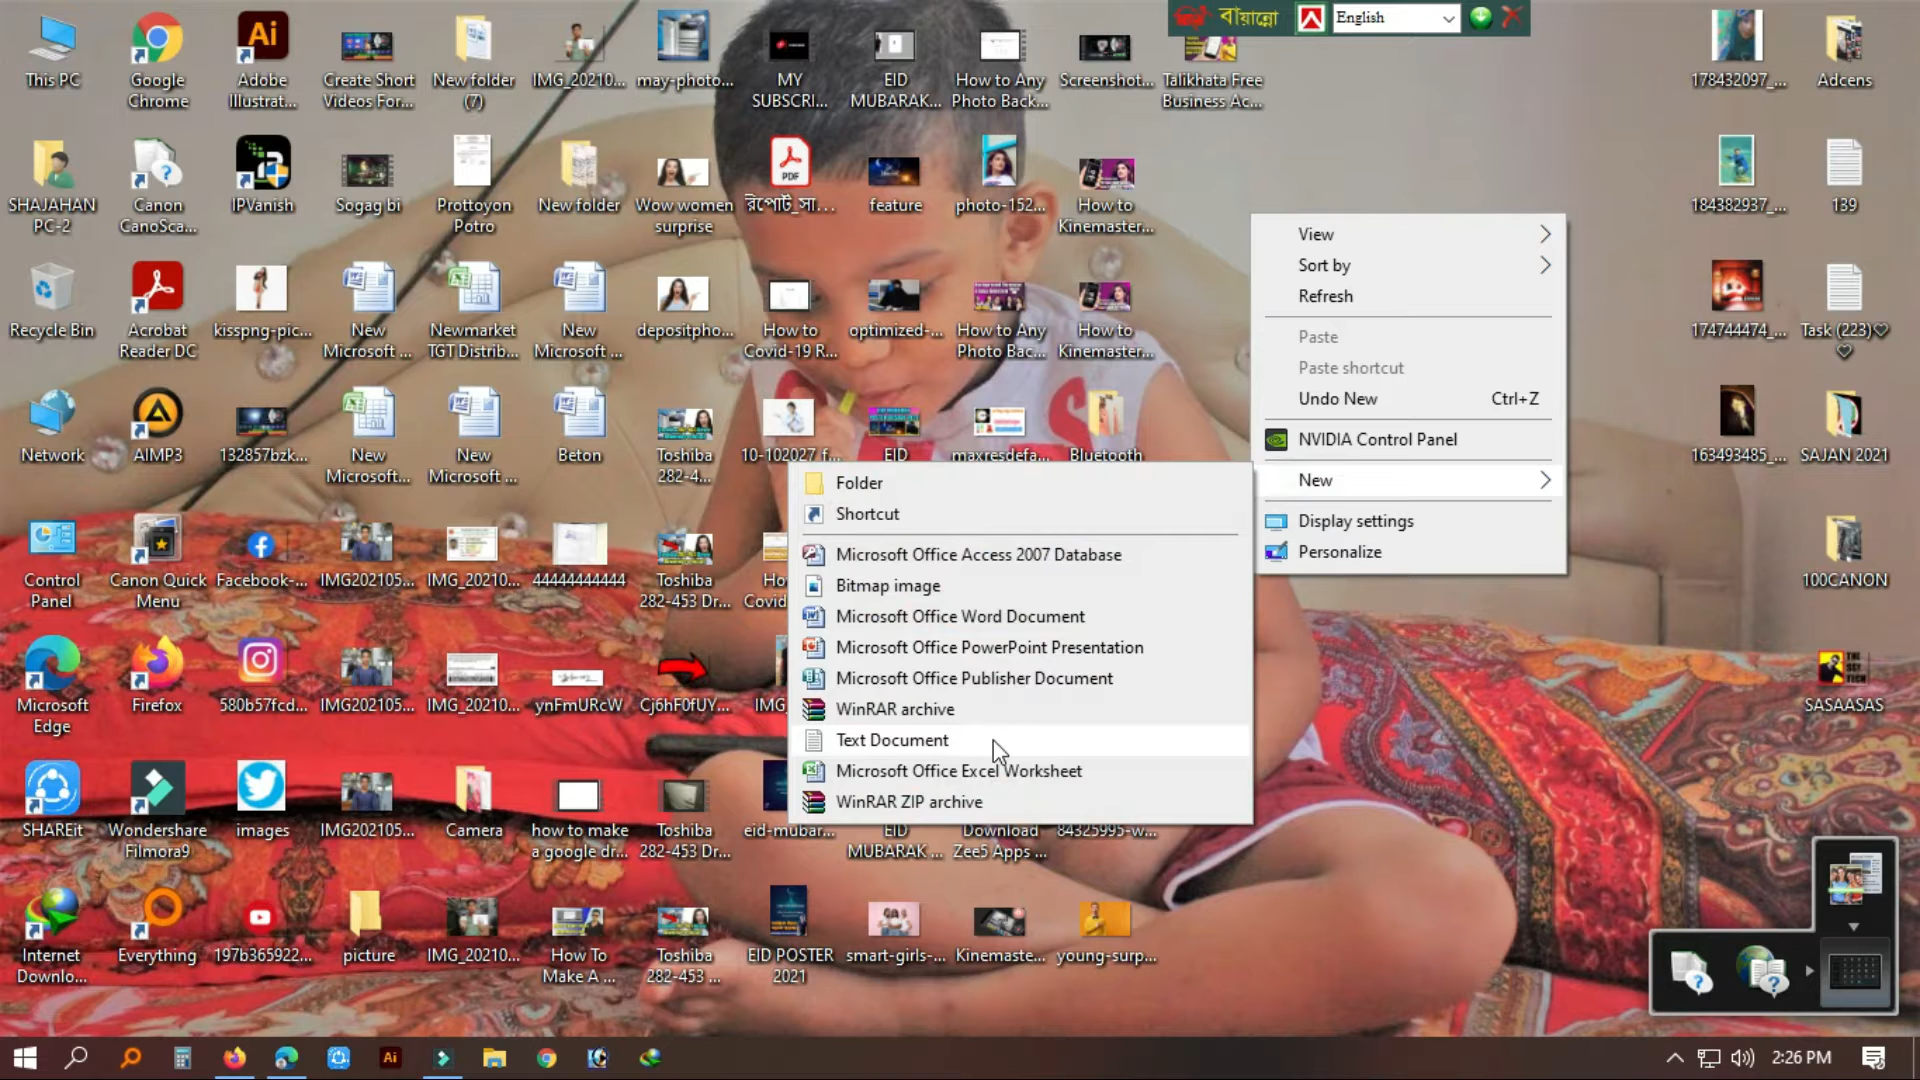 বায়ান্নো
English
This PC
Google
Chrome
Adobe
Illustrat...
Create Short
Videos For...
New folder
(7)
IMG_20210...
may-photo...
MY
SUBSCRI...
EID
MUBARAK...
How to Any
Photo Back...
Screenshot...
Talikhata Free
Business Ac...
178432097_...
Adcens
SHAJAHAN
PC-2
Canon
CanoSca...
IPVanish
Sogag bi
Prottoyon
Potro
New folder
Wow women
surprise
PDF
রিপোর্ট_সা...
feature
photo-152...
How to
Kinemaster...
184382937_...
139
Recycle Bin
Acrobat
Reader DC
kisspng-pic...
New
Microsoft ...
Newmarket
TGT Distrib...
New
Microsoft ...
depositpho...
How to
Covid-19 R...
optimized-...
How to Any
Photo Bac...
How to
Kinemaster...
174744474_...
Task (223)♡
♡
Network
AIMP3
132857bzk...
New
Microsoft...
New
Microsoft ...
Beton
Toshiba
282-4...
10-102027_f...
EID
maxresdefa...
Bluetooth
163493485_...
SAJAN 2021
Control
Panel
Canon Quick
Menu
Facebook-...
IMG202105...
IMG_20210...
44444444444
Toshiba
282-453 Dr...
Ho
Covid
100CANON
Microsoft
Edge
Firefox
580b57fcd...
IMG202105...
IMG_20210...
ynFmURcW
Cj6hF0fUY...
IMG_
THE
SGY
TECH
SASAASAS
SHAREit
Wondershare
Filmora9
images
IMG202105...
Camera
how to make
a google dr...
Toshiba
282-453 Dr...
eid-mubar...
EID
MUBARAK ...
Download
Zee5 Apps ...
84325995-w...
Internet
Downlo...
Everything
197b365922...
picture
IMG_20210...
How To
Make A ...
Toshiba
282-453 ...
EID POSTER
2021
smart-girls-...
Kinemaste...
young-surp...
View
Sort by
Refresh
Paste
Paste shortcut
Undo New Ctrl+Z
NVIDIA Control Panel
New
Display settings
Personalize
Folder
Shortcut
Microsoft Office Access 2007 Database
Bitmap image
Microsoft Office Word Document
Microsoft Office PowerPoint Presentation
Microsoft Office Publisher Document
WinRAR archive
Text Document
Microsoft Office Excel Worksheet
WinRAR ZIP archive
Ai
Ai
2:26 PM